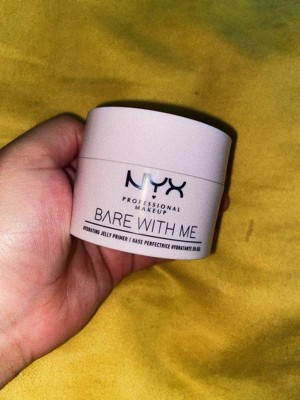 NYX
PROFESSIONAL
MAKEUP
BARE WITH ME
HYDRATING JELLY PRIMER | BASE PERFECTRICE HYDRATANTE EN GEL